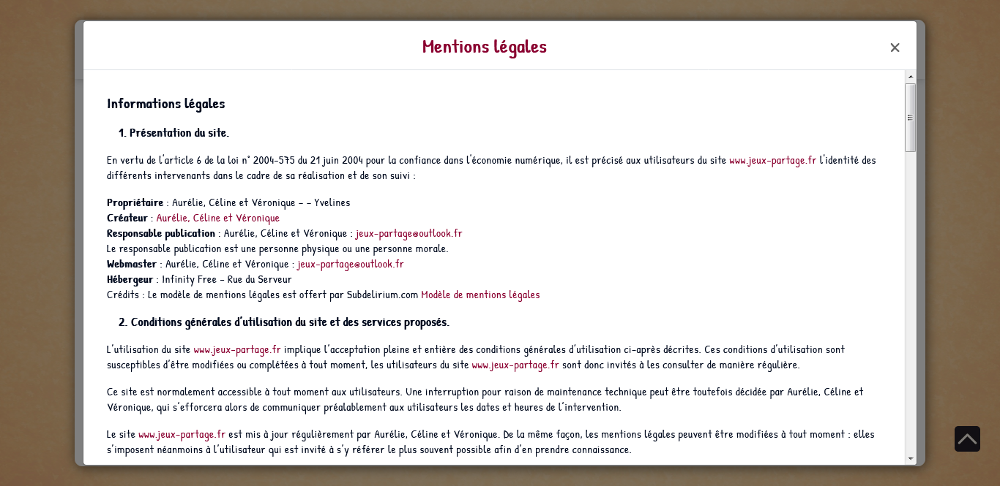 Mentions légales
×
Informations légales
1. Présentation du site.
En vertu de l'article 6 de la loi n° 2004-575 du 21 juin 2004 pour la confiance dans l'économie numérique, il est précisé aux utilisateurs du site www.jeux-partage.fr l'identité des
différents intervenants dans le cadre de sa réalisation et de son suivi :
Propriétaire : Aurélie, Céline et Véronique – – Yvelines
Créateur : Aurélie, Céline et Véronique
Responsable publication : Aurélie, Céline et Véronique : jeux-partage@outlook.fr
Le responsable publication est une personne physique ou une personne morale.
Webmaster : Aurélie, Céline et Véronique : jeux-partage@outlook.fr
Hébergeur : Infinity Free – Rue du Serveur
Crédits : Le modèle de mentions légales est offert par Subdelirium.com Modèle de mentions légales
2. Conditions générales d’utilisation du site et des services proposés.
L’utilisation du site www.jeux-partage.fr implique l’acceptation pleine et entière des conditions générales d’utilisation ci-après décrites. Ces conditions d’utilisation sont
susceptibles d’être modifiées ou complétées à tout moment, les utilisateurs du site www.jeux-partage.fr sont donc invités à les consulter de manière régulière.
Ce site est normalement accessible à tout moment aux utilisateurs. Une interruption pour raison de maintenance technique peut être toutefois décidée par Aurélie, Céline et
Véronique, qui s’efforcera alors de communiquer préalablement aux utilisateurs les dates et heures de l’intervention.
Le site www.jeux-partage.fr est mis à jour régulièrement par Aurélie, Céline et Véronique. De la même façon, les mentions légales peuvent être modifiées à tout moment : elles
s’imposent néanmoins à l’utilisateur qui est invité à s’y référer le plus souvent possible afin d’en prendre connaissance.